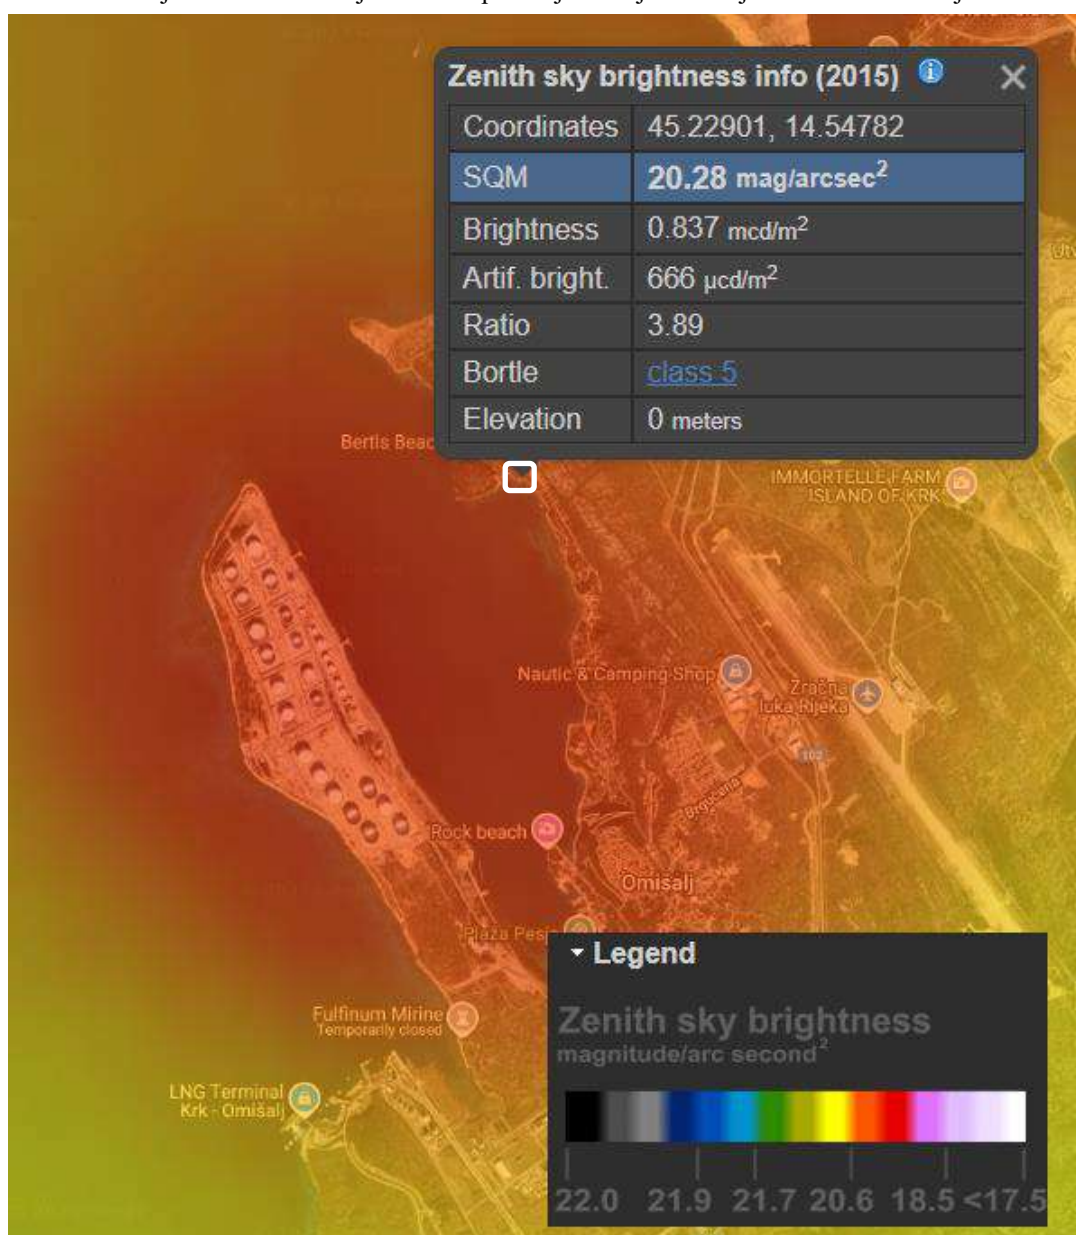 Zenith sky brightness info (2015)
Coordinates 45.22901, 14.54782
SQM 20.28 mag/arcsec²
Brightness 0.837 mcd/m²
Artif. bright. 666 µcd/m²
Ratio 3.89
Bortle class 5
Elevation 0 meters
Bertis Beac
IMMORTELLE FARM
ISLAND OF KRK
Nautic & Camping Shop
Zračna
luka Rijeka
102
Rock beach
Omišalj
Fulfinum Mirine
Temporarily closed
LNG Terminal
Krk - Omišalj
Legend
Zenith sky brightness
magnitude/arc second²
22.0 21.9 21.7 20.6 18.5 <17.5